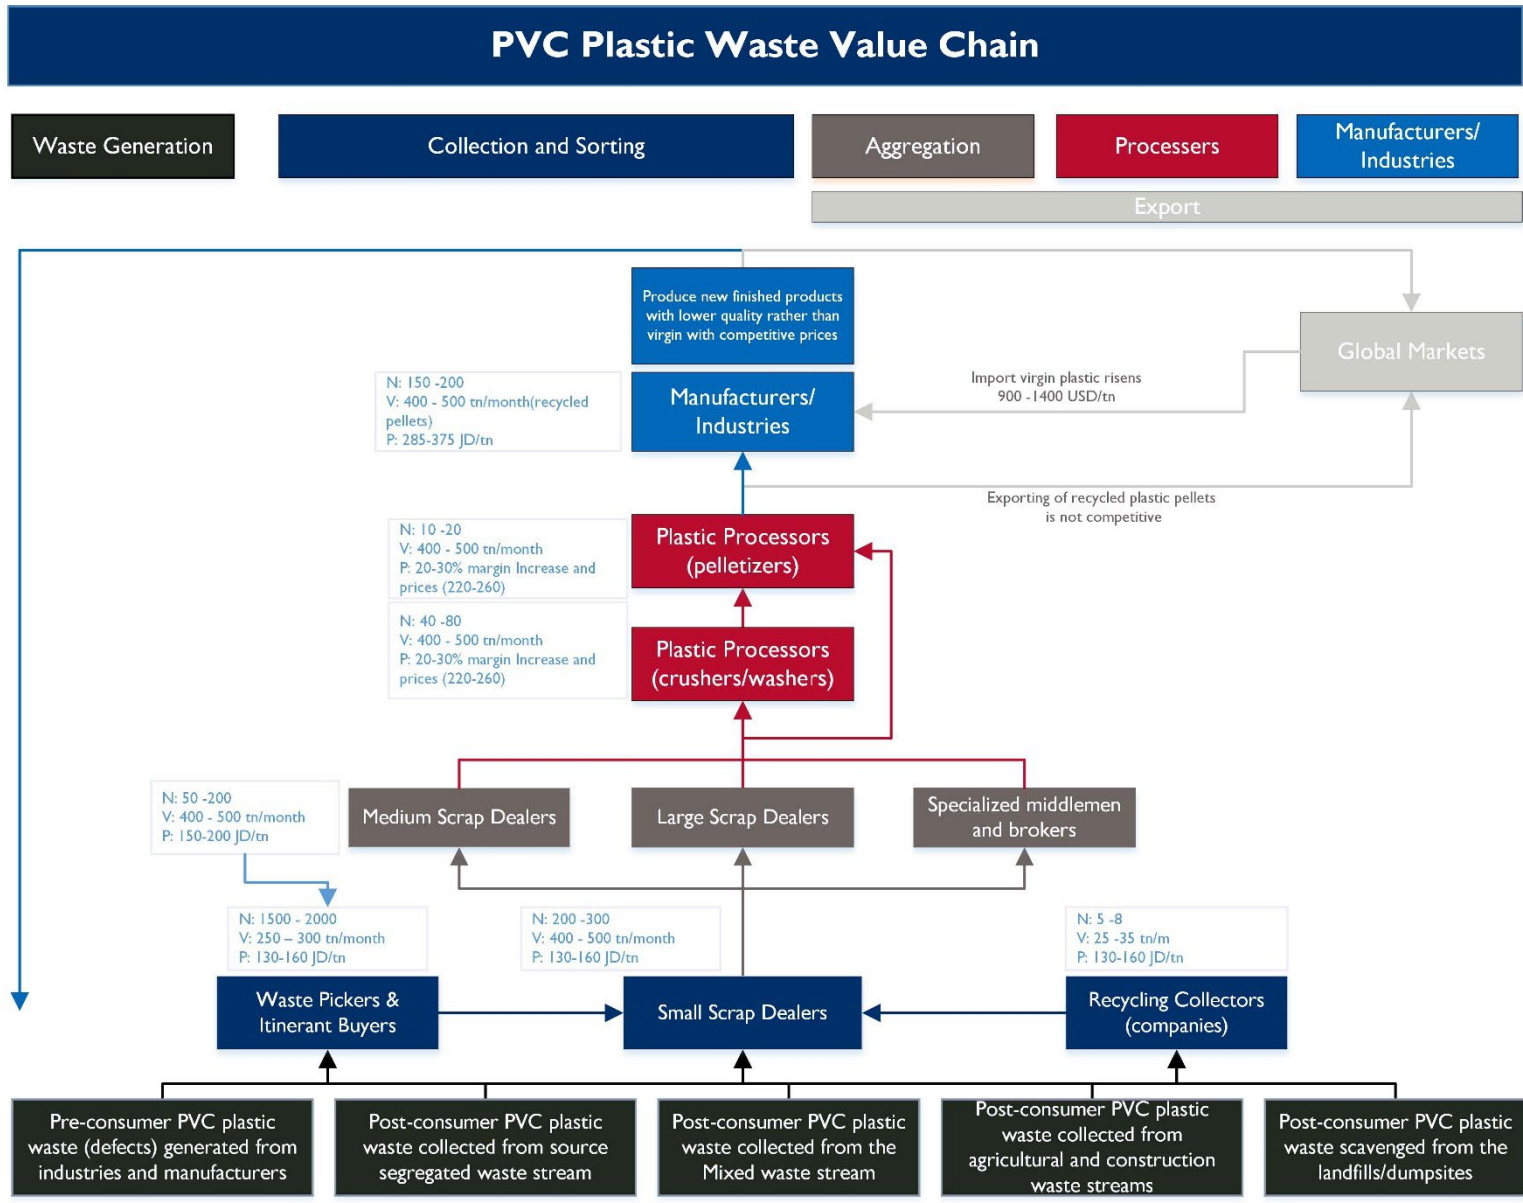 PVC Plastic Waste Value Chain
Waste Generation
Collection and Sorting
Aggregation
Processers
Manufacturers/
Industries
Export
Produce new finished products
with lower quality rather than
virgin with competitive prices
Global Markets
N: 150 -200
V: 400 - 500 tn/month(recycled
pellets)
P: 285-375 JD/tn
Manufacturers/
Industries
Import virgin plastic risens
900 -1400 USD/tn
Exporting of recycled plastic pellets
is not competitive
N: 10 -20
V: 400 - 500 tn/month
P: 20-30% margin Increase and
prices (220-260)
Plastic Processors
(pelletizers)
N: 40 -80
V: 400 - 500 tn/month
P: 20-30% margin Increase and
prices (220-260)
Plastic Processors
(crushers/washers)
N: 50 -200
V: 400 - 500 tn/month
P: 150-200 JD/tn
Medium Scrap Dealers
Large Scrap Dealers
Specialized middlemen
and brokers
N: 1500 - 2000
V: 250 – 300 tn/month
P: 130-160 JD/tn
N: 200 -300
V: 400 - 500 tn/month
P: 130-160 JD/tn
N: 5 -8
V: 25 -35 tn/m
P: 130-160 JD/tn
Waste Pickers &
Itinerant Buyers
Small Scrap Dealers
Recycling Collectors
(companies)
Pre-consumer PVC plastic
waste (defects) generated from
industries and manufacturers
Post-consumer PVC plastic
waste collected from source
segregated waste stream
Post-consumer PVC plastic
waste collected from the
Mixed waste stream
Post-consumer PVC plastic
waste collected from
agricultural and construction
waste streams
Post-consumer PVC plastic
waste scavenged from the
landfills/dumpsites